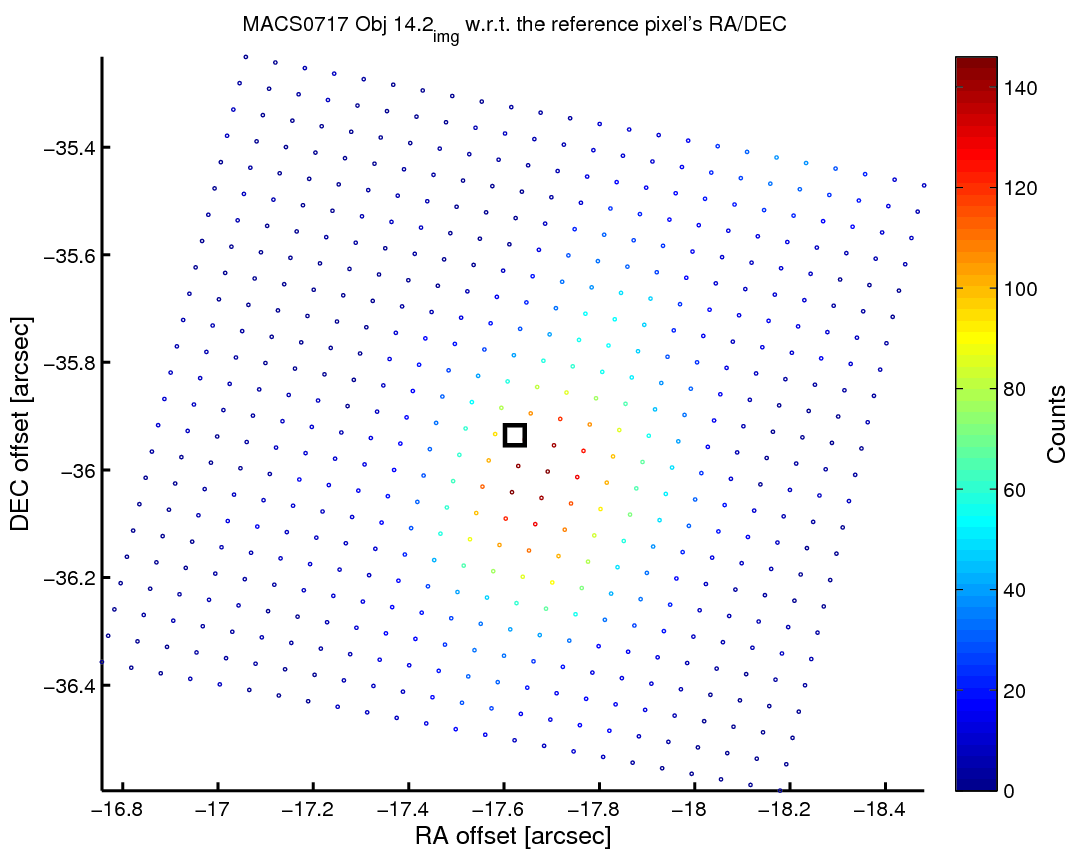 MACS0717 Obj 14.2img w.r.t. the reference pixel's RA/DEC
−35.4
−35.6
−35.8
−36
−36.2
−36.4
DEC offset [arcsec]
−16.8 −17 −17.2 −17.4 −17.6 −17.8 −18 −18.2 −18.4
RA offset [arcsec]
140
120
100
80
60
40
20
0
Counts